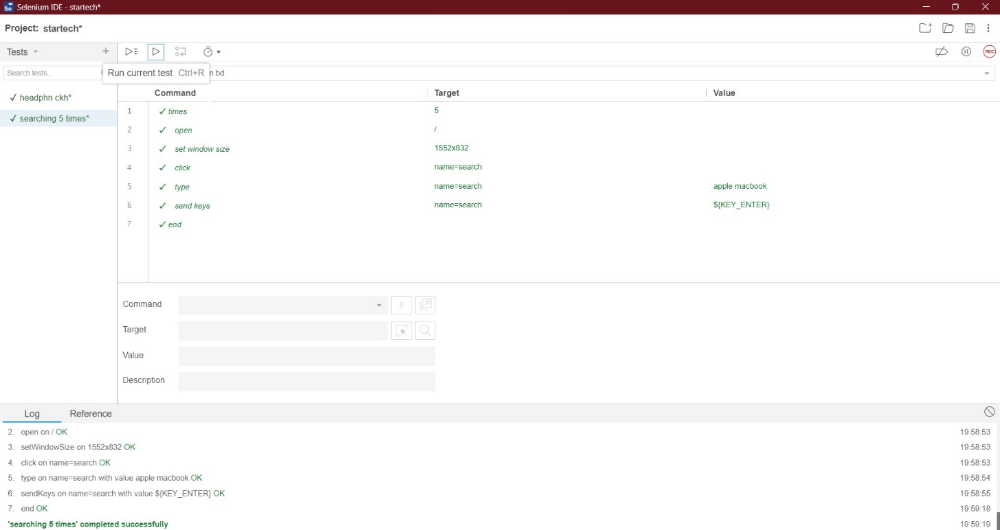 Selenium IDE - startech*
Project: startech*
Tests
Search tests...
Run current test Ctrl+R
m.bd
Command Target Value
✓ headphn ckh*
✓ searching 5 times*
1 ✓ times 5
2 ✓ open /
3 ✓ set window size 1552x832
4 ✓ click name=search
5 ✓ type name=search apple macbook
6 ✓ send keys name=search ${KEY_ENTER}
7 ✓ end
Command //
Target
Value
Description
Log Reference
2. open on / OK 19:58:53
3. setWindowSize on 1552x832 OK 19:58:53
4. click on name=search OK 19:58:53
5. type on name=search with value apple macbook OK 19:58:54
6. sendKeys on name=search with value ${KEY_ENTER} OK 19:58:55
7. end OK 19:59:18
'searching 5 times' completed successfully 19:59:19
REC
Se